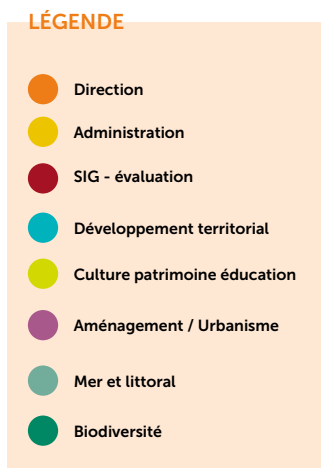 LÉGENDE
Direction
Administration
SIG - évaluation
Développement territorial
Culture patrimoine éducation
Aménagement / Urbanisme
Mer et littoral
Biodiversité